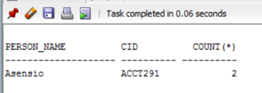 Task completed in 0.06 seconds
PERSON_NAME CID COUNT(*)
-------------------- ---------- ----------
Asensio ACCT291 2